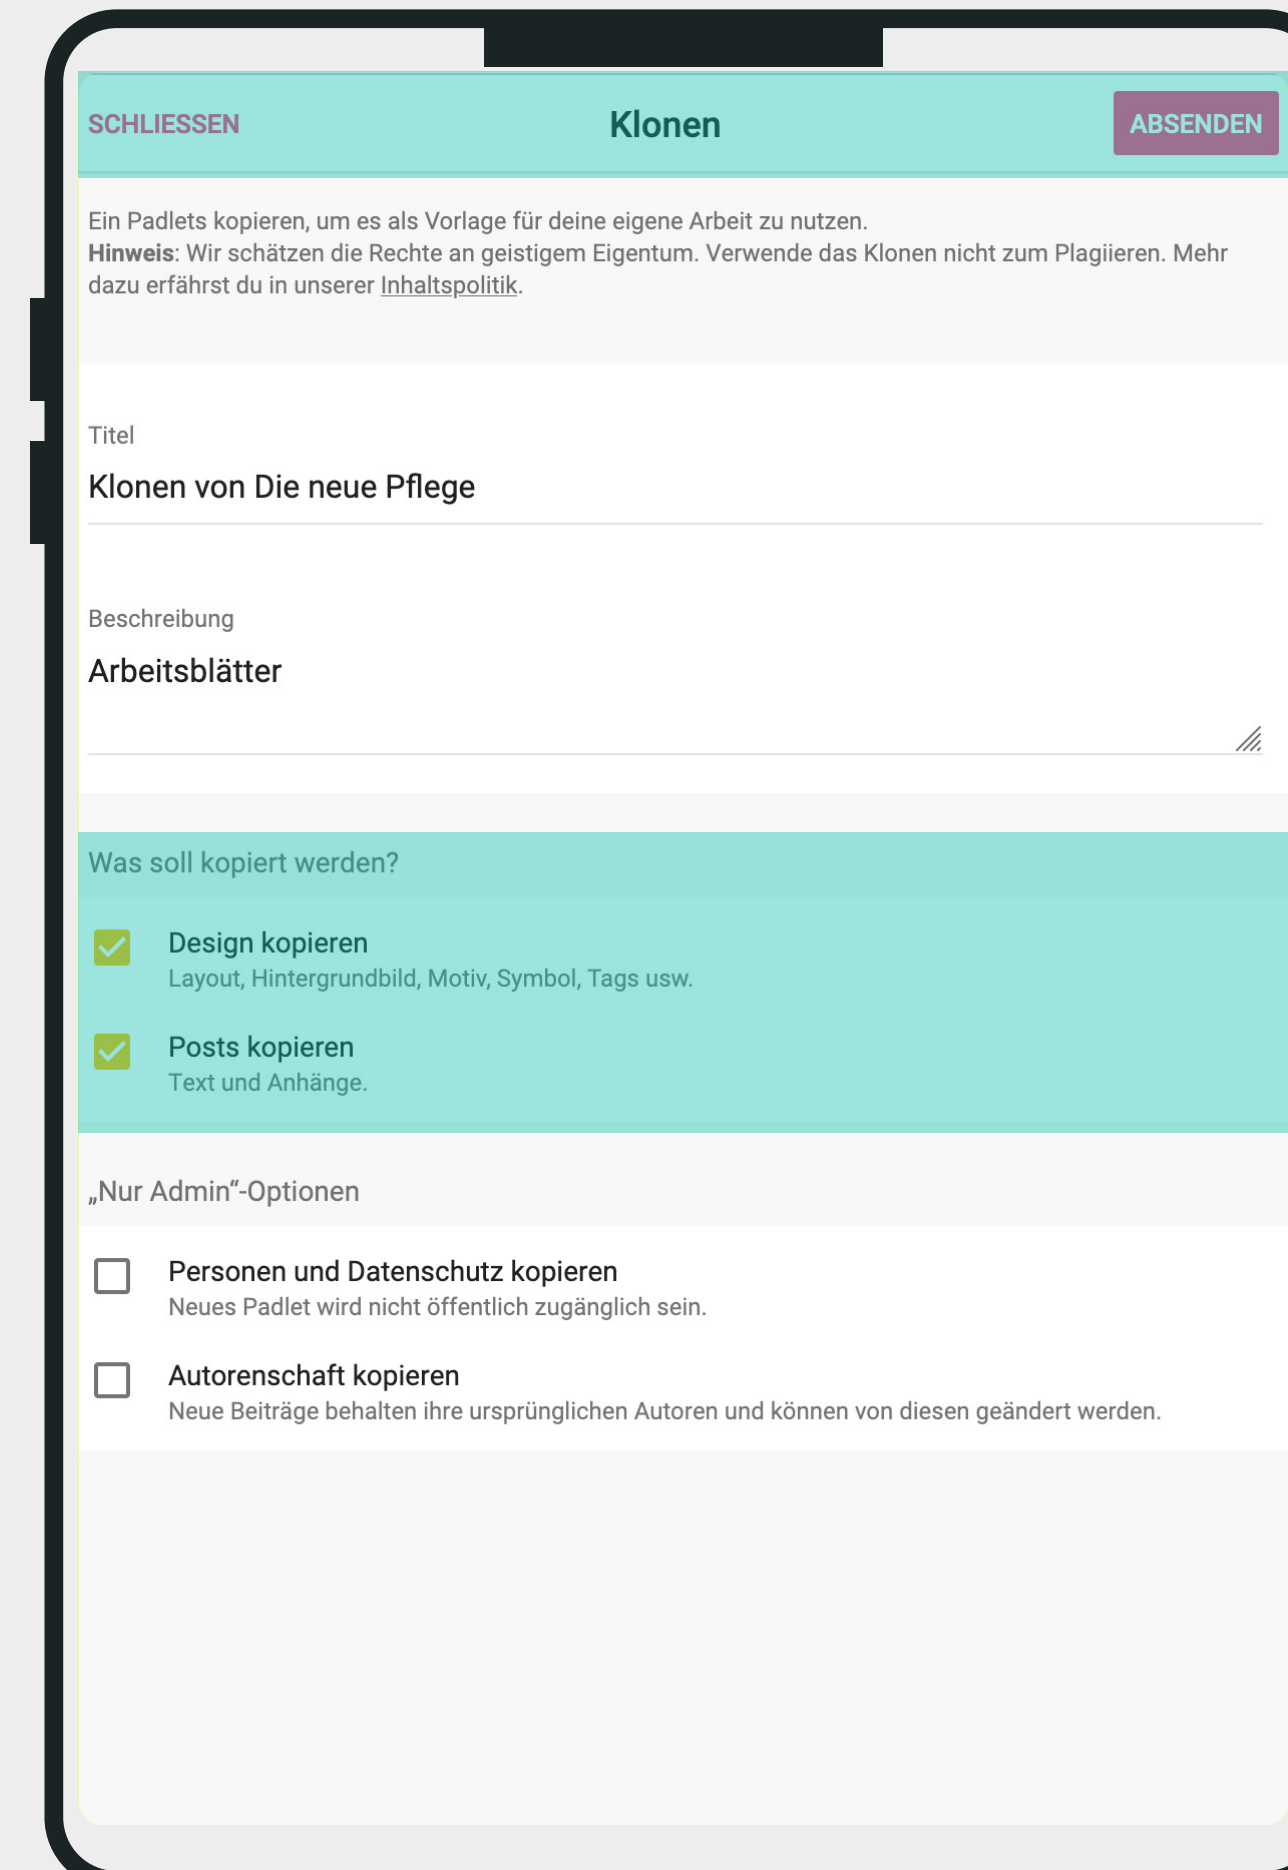 SCHLIESSEN
Klonen
ABSENDEN
Ein Padlets kopieren, um es als Vorlage für deine eigene Arbeit zu nutzen.
Hinweis: Wir schätzen die Rechte an geistigem Eigentum. Verwende das Klonen nicht zum Plagiieren. Mehr
dazu erfährst du in unserer Inhaltspolitik.
Titel
Klonen von Die neue Pflege
Beschreibung
Arbeitsblätter
Was soll kopiert werden?
Design kopieren
Layout, Hintergrundbild, Motiv, Symbol, Tags usw.
Posts kopieren
Text und Anhänge.
„Nur Admin“-Optionen
Personen und Datenschutz kopieren
Neues Padlet wird nicht öffentlich zugänglich sein.
Autorenschaft kopieren
Neue Beiträge behalten ihre ursprünglichen Autoren und können von diesen geändert werden.